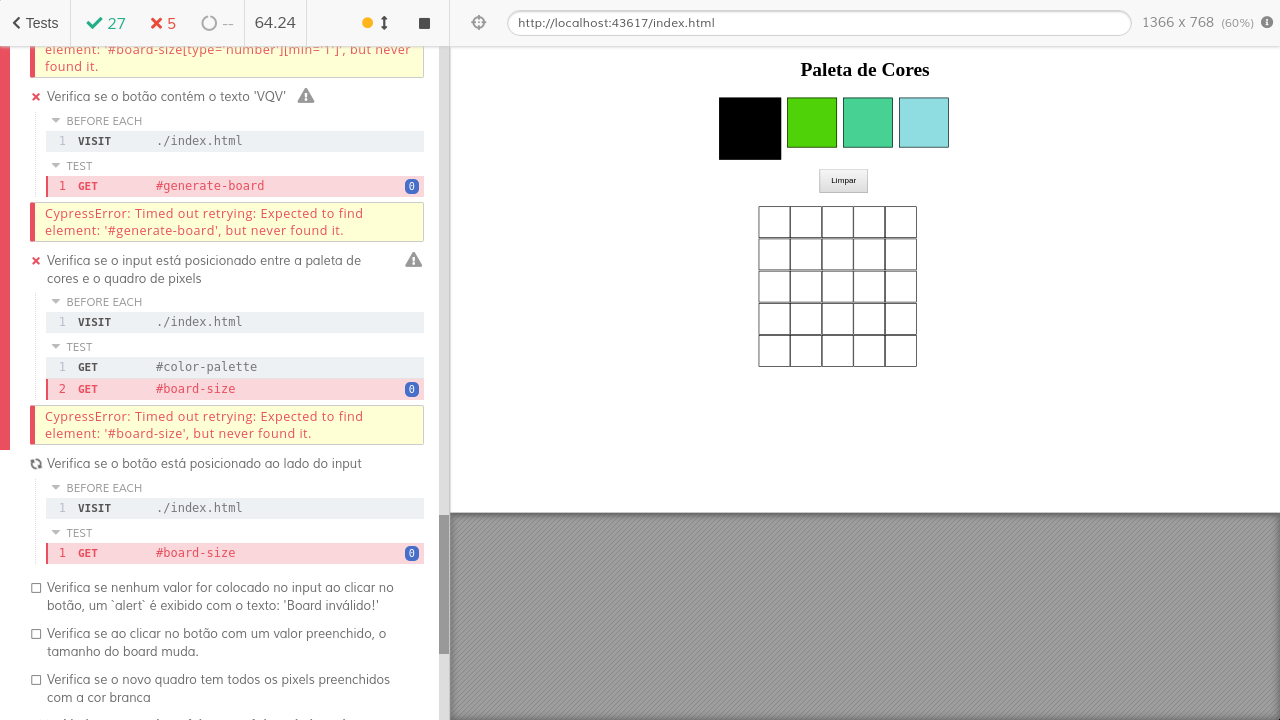 Tests
27
5
--
64.24
http://localhost:43617/index.html
1366 x 768 (60%)
element: '#board-size[type='number'][min='1']', but never
found it.
Verifica se o botão contém o texto 'VQV'
BEFORE EACH
1 VISIT ./index.html
TEST
1 GET #generate-board 0
CypressError: Timed out retrying: Expected to find
element: '#generate-board', but never found it.
Verifica se o input está posicionado entre a paleta de
cores e o quadro de pixels
BEFORE EACH
1 VISIT ./index.html
TEST
1 GET #color-palette
2 GET #board-size 0
CypressError: Timed out retrying: Expected to find
element: '#board-size', but never found it.
Verifica se o botão está posicionado ao lado do input
BEFORE EACH
1 VISIT ./index.html
TEST
1 GET #board-size 0
Verifica se nenhum valor for colocado no input ao clicar no
botão, um `alert` é exibido com o texto: 'Board inválido!'
Verifica se ao clicar no botão com um valor preenchido, o
tamanho do board muda.
Verifica se o novo quadro tem todos os pixels preenchidos
com a cor branca
Paleta de Cores
Limpar